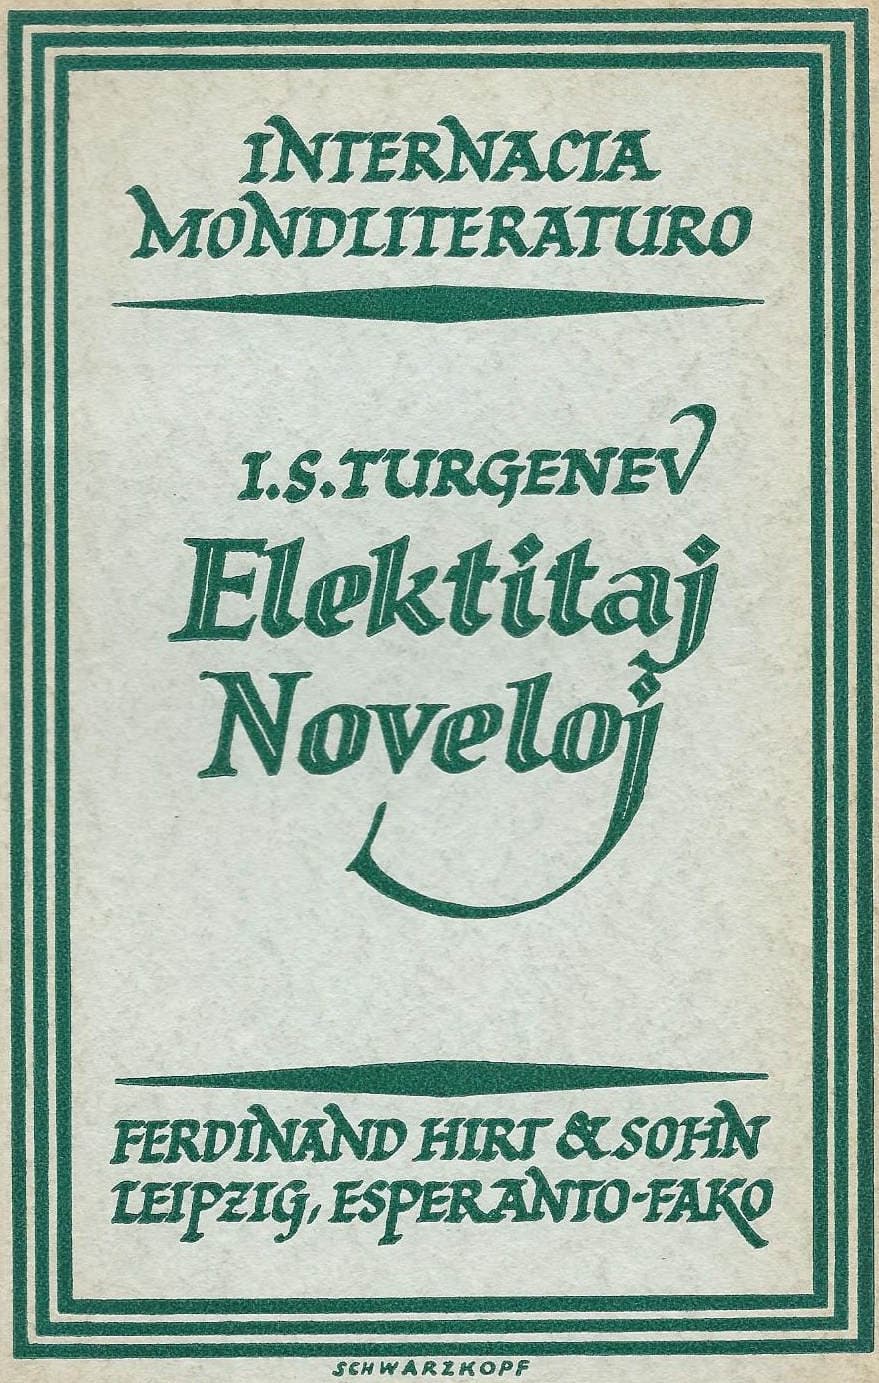 INTERNACIA
MONDLITERATURO
I.S.TURGENEV
Elektitaj
Noveloj
FERDINAND HIRT & SOHN
LEIPZIG, ESPERANTO-FAKO
SCHWARZKOPF